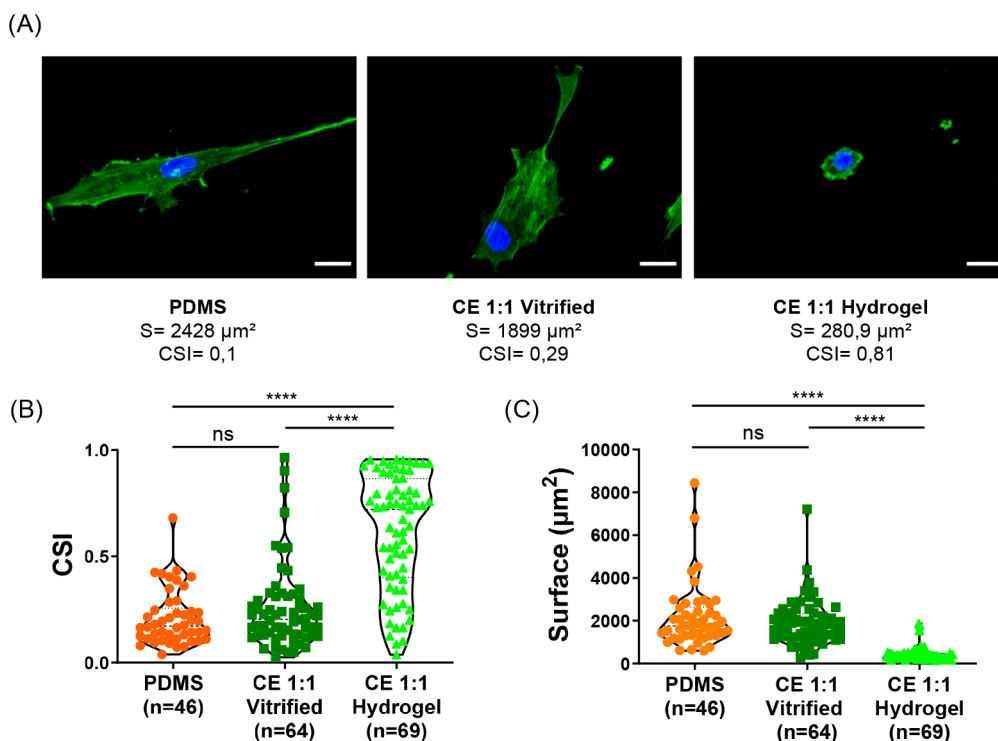 (A)
PDMS
S= 2428 µm²
CSI= 0,1
CE 1:1 Vitrified
S= 1899 µm²
CSI= 0,29
CE 1:1 Hydrogel
S= 280,9 µm²
CSI= 0,81
(B)
****
ns
****
1.0
0.5
0.0
CSI
PDMS
(n=46)
CE 1:1
Vitrified
(n=64)
CE 1:1
Hydrogel
(n=69)
(C)
****
ns
****
10000
8000
6000
4000
2000
0
Surface (µm²)
PDMS
(n=46)
CE 1:1
Vitrified
(n=64)
CE 1:1
Hydrogel
(n=69)